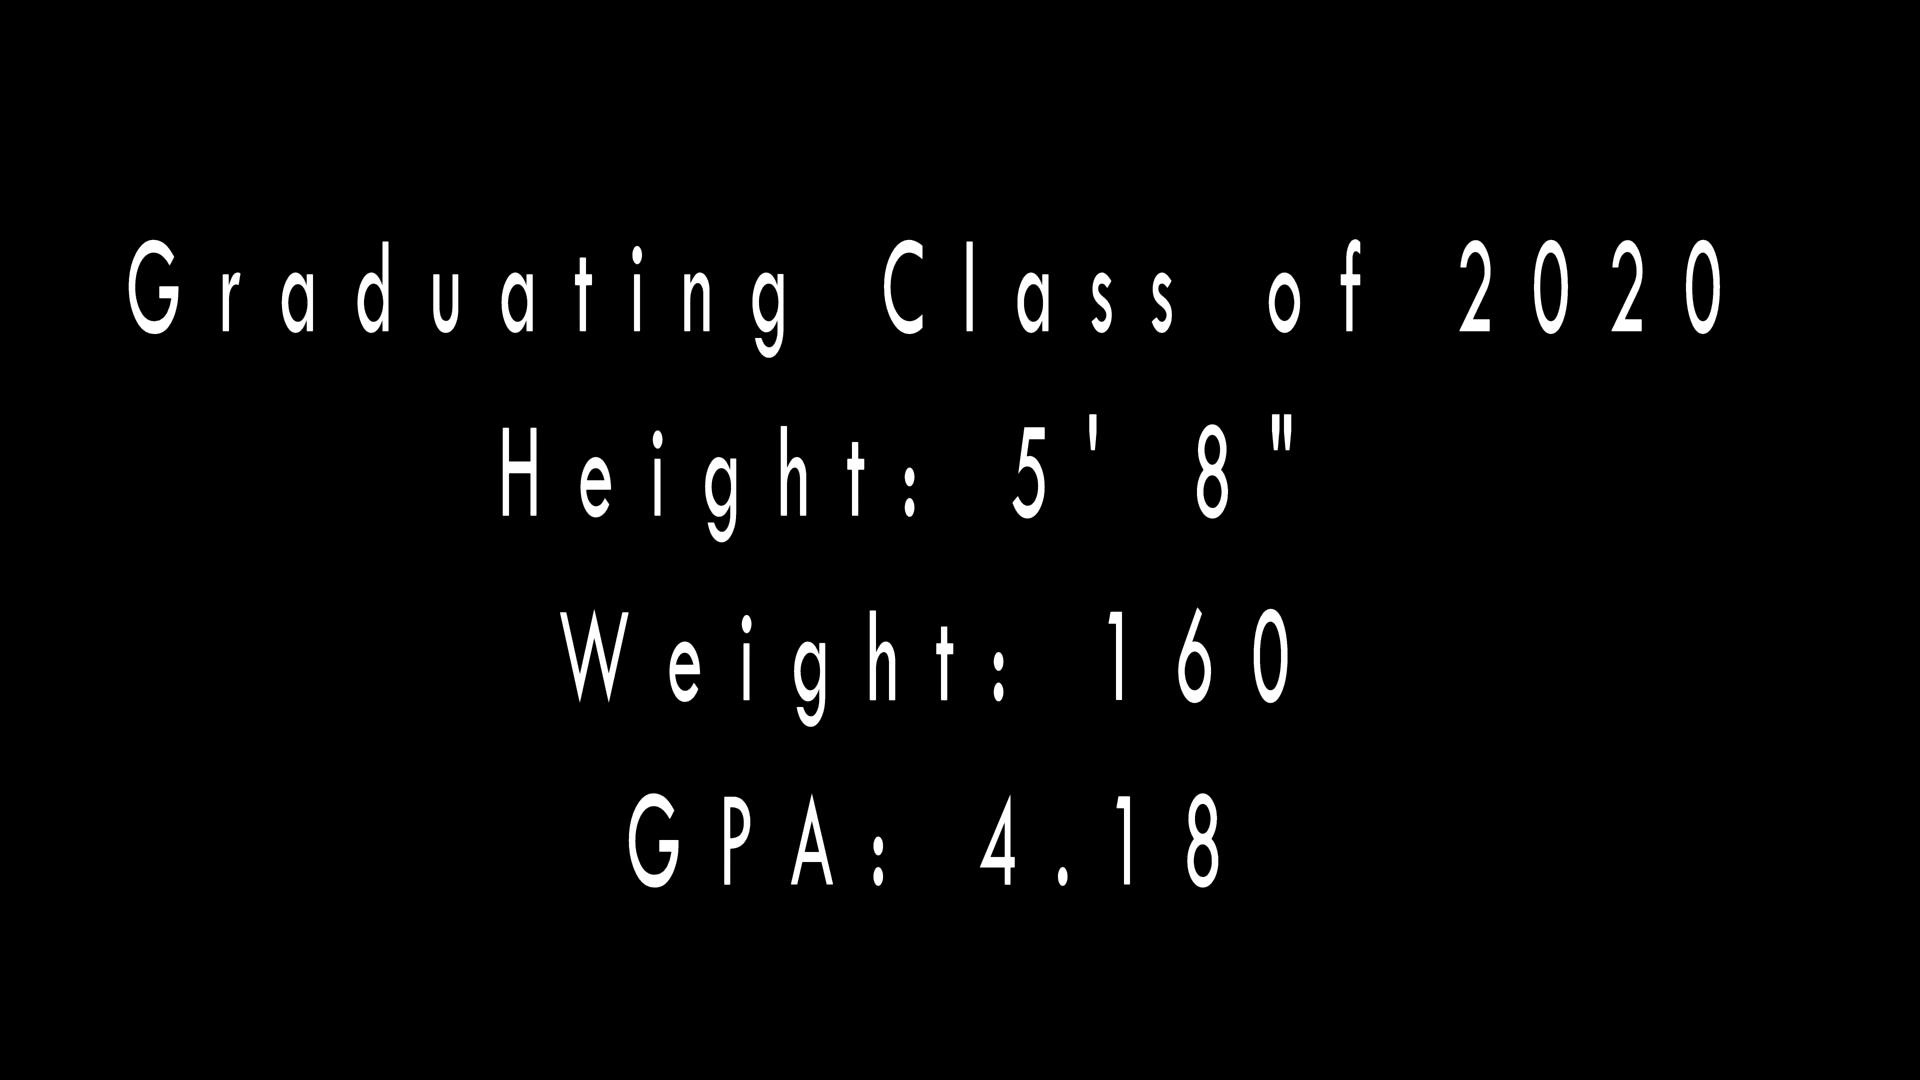 Graduating Class of 2020
Height: 5' 8"
Weight: 160
GPA: 4.18